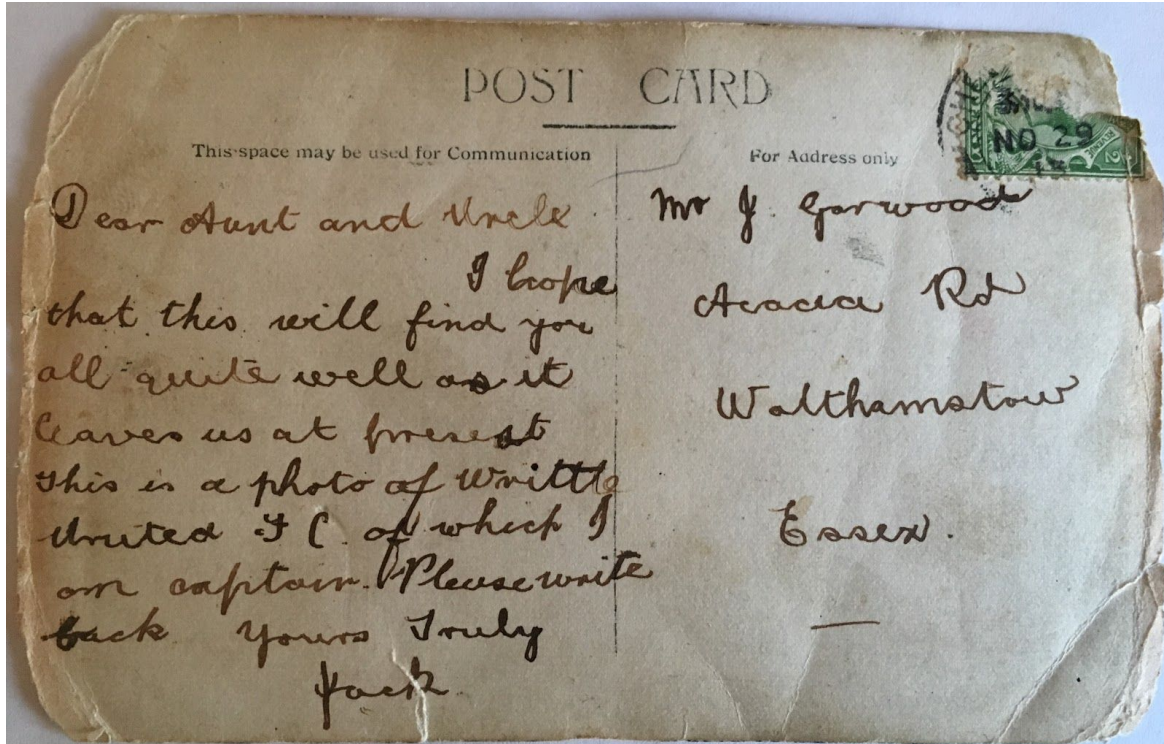 POST CARD
This space may be used for Communication
For Address only
NO 29
Dear Aunt and Uncle
I hope
that this will find you
all quite well as it
leaves us at present
This is a photo of Writtle
United F C. of which I
am captain. Please write
back Yours Truly
Jack
Mr J. Garwood
Acacia Rd
Walthamstow
Essex.